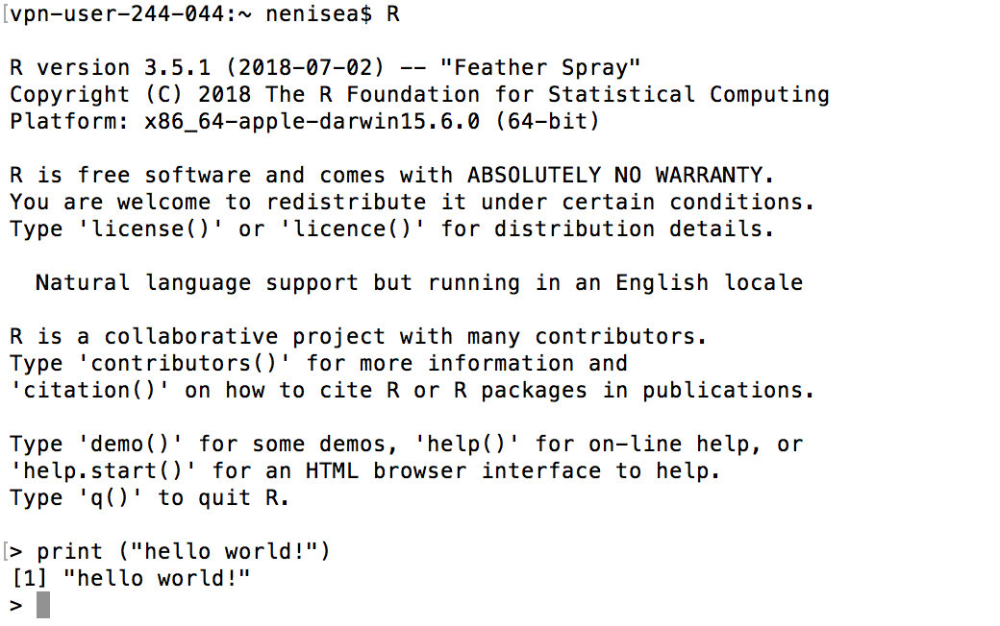 [vpn-user-244-044:~ nenisea$ R
R version 3.5.1 (2018-07-02) -- "Feather Spray"
Copyright (C) 2018 The R Foundation for Statistical Computing
Platform: x86_64-apple-darwin15.6.0 (64-bit)
R is free software and comes with ABSOLUTELY NO WARRANTY.
You are welcome to redistribute it under certain conditions.
Type 'license()' or 'licence()' for distribution details.
Natural language support but running in an English locale
R is a collaborative project with many contributors.
Type 'contributors()' for more information and
'citation()' on how to cite R or R packages in publications.
Type 'demo()' for some demos, 'help()' for on-line help, or
'help.start()' for an HTML browser interface to help.
Type 'q()' to quit R.
[> print ("hello world!")
[1] "hello world!"
>